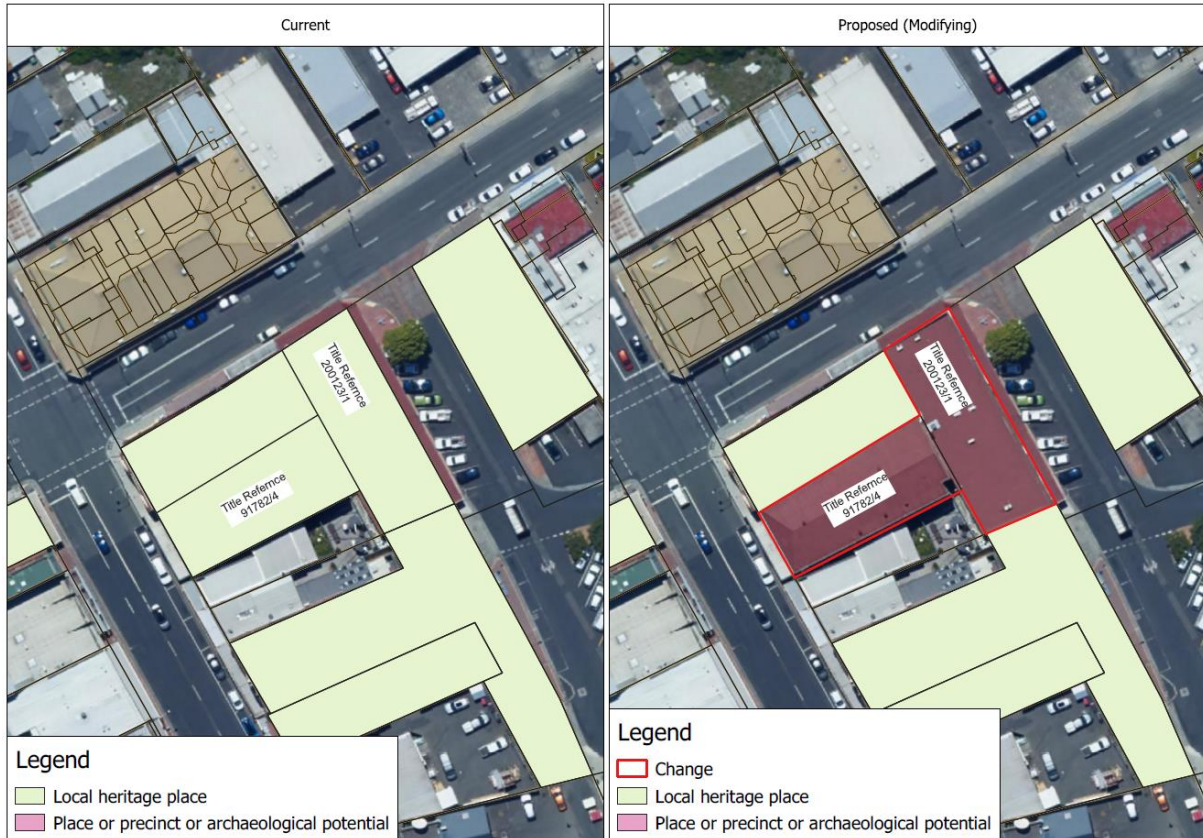 Current
Title Refernce
200123/1
Title Refernce
91782/4
Legend
Local heritage place
Place or precinct or archaeological potential
Proposed (Modifying)
Title Refernce
200123/1
Title Refernce
91782/4
Legend
Change
Local heritage place
Place or precinct or archaeological potential